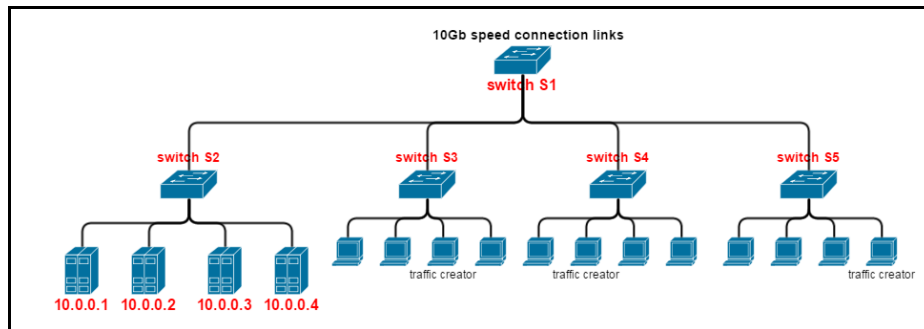 10Gb speed connection links
switch S1
switch S2
switch S3
switch S4
switch S5
traffic creator
traffic creator
traffic creator
10.0.0.1
10.0.0.2
10.0.0.3
10.0.0.4